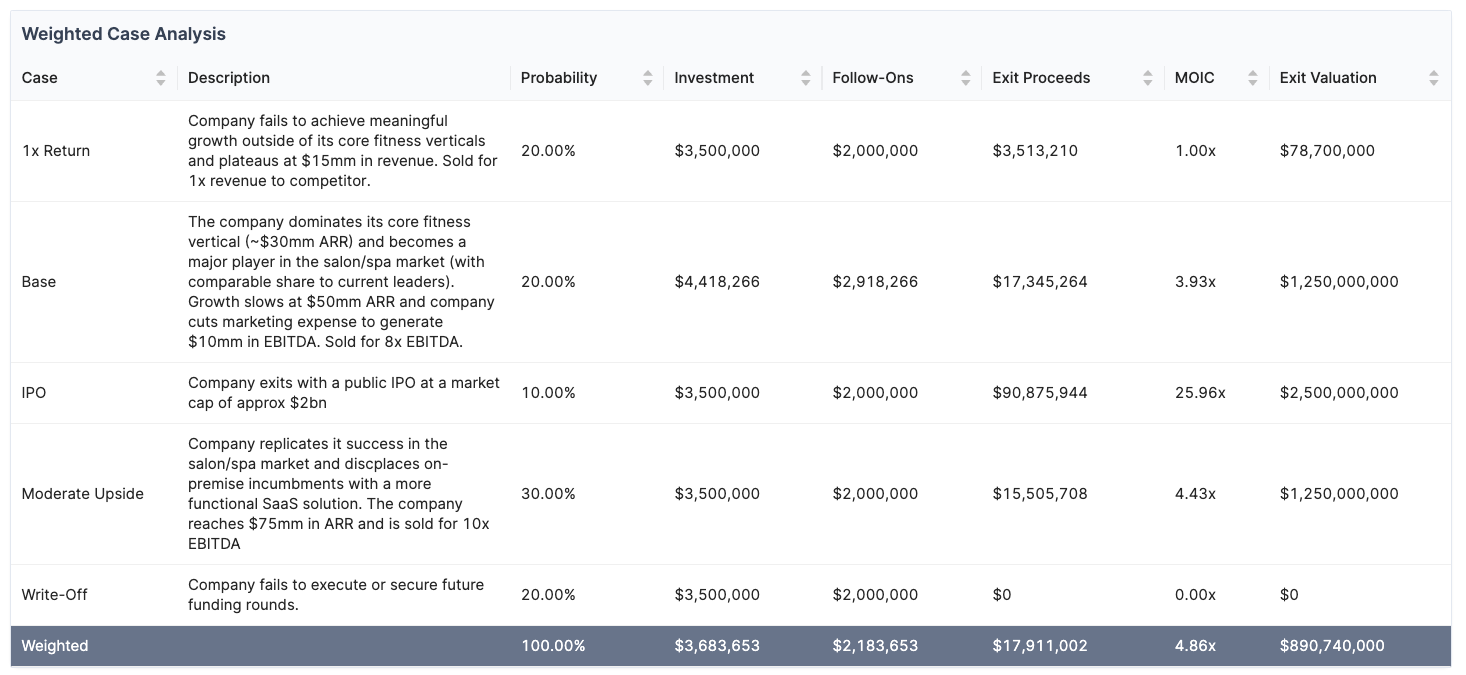 Weighted Case Analysis
Case Description Probability Investment Follow-Ons Exit Proceeds MOIC Exit Valuation
Company fails to achieve meaningful
growth outside of its core fitness verticals
1x Return 20.00% $3,500,000 $2,000,000 $3,513,210 1.00x $78,700,000
and plateaus at $15mm in revenue. Sold for
1x revenue to competitor.
The company dominates its core fitness
vertical (~$30mm ARR) and becomes a
major player in the salon/spa market (with
Base comparable share to current leaders). 20.00% $4,418,266 $2,918,266 $17,345,264 3.93x $1,250,000,000
Growth slows at $50mm ARR and company
cuts marketing expense to generate
$10mm in EBITDA. Sold for 8x EBITDA.
IPO Company exits with a public IPO at a market 10.00% $3,500,000 $2,000,000 $90,875,944 25.96x $2,500,000,000
cap of approx $2bn
Company replicates it success in the
salon/spa market and discplaces on-
premise incumbments with a more
Moderate Upside functional SaaS solution. The company 30.00% $3,500,000 $2,000,000 $15,505,708 4.43x $1,250,000,000
reaches $75mm in ARR and is sold for 10x
EBITDA
Write-Off Company fails to execute or secure future 20.00% $3,500,000 $2,000,000 $0 0.00x $0
funding rounds.
Weighted 100.00% $3,683,653 $2,183,653 $17,911,002 4.86x $890,740,000